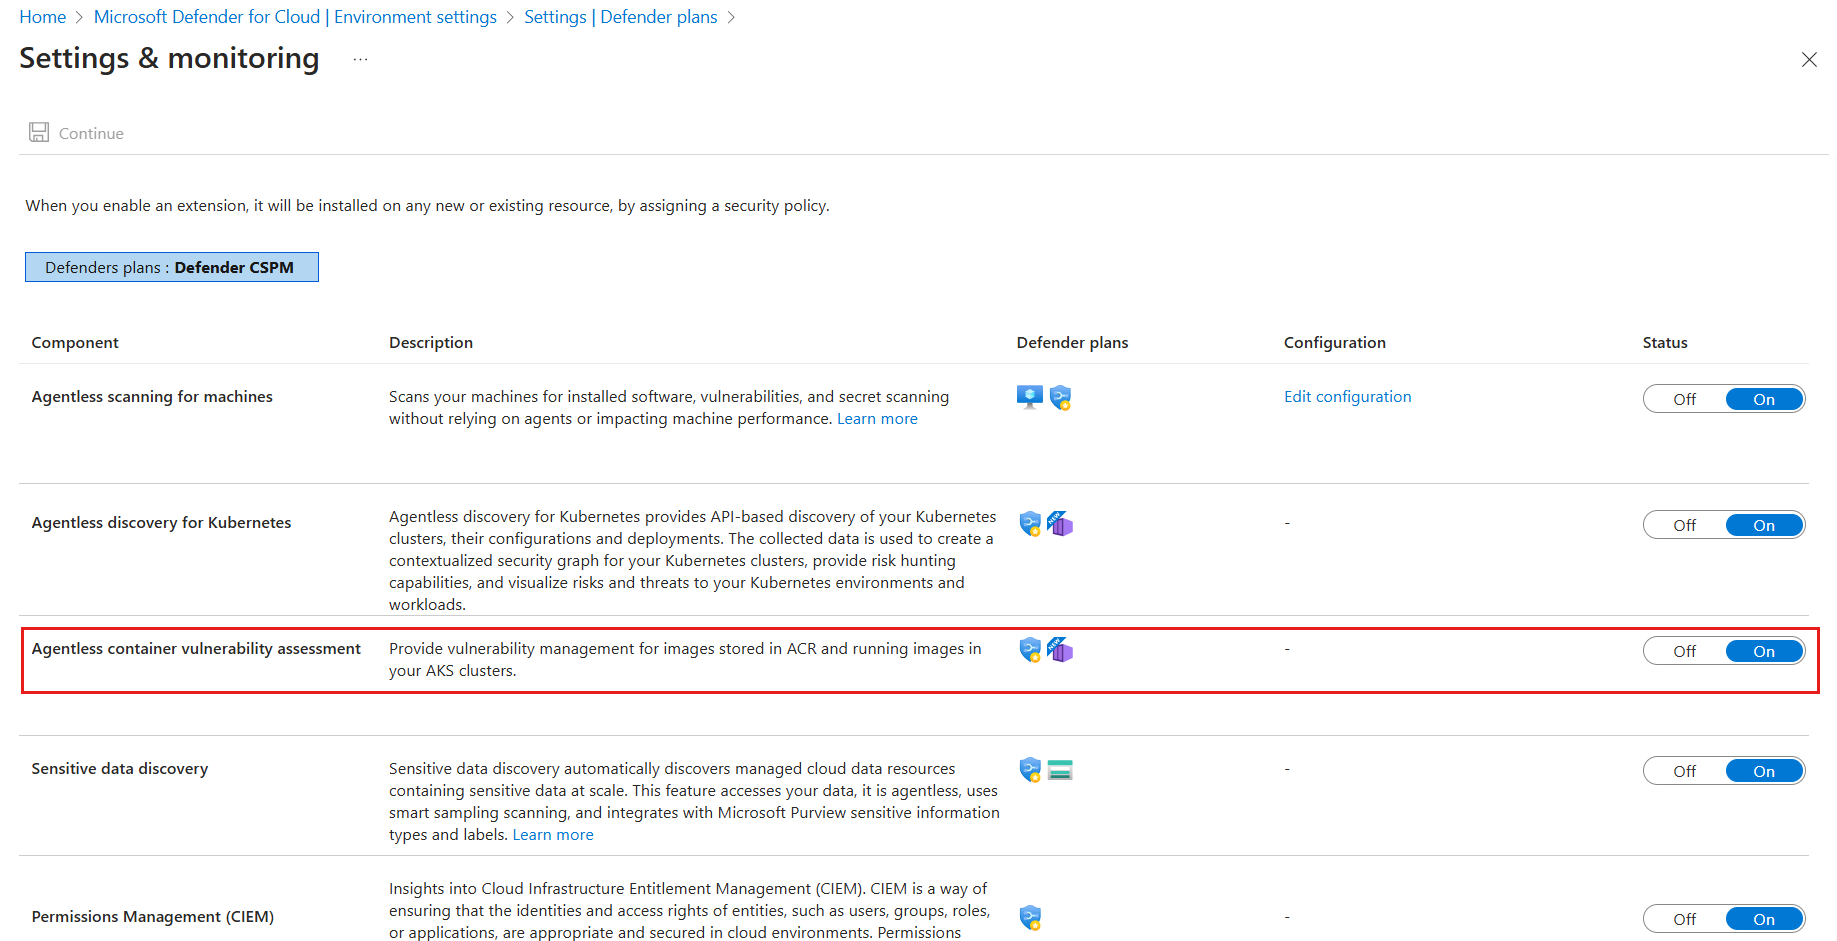 Home > Microsoft Defender for Cloud | Environment settings > Settings | Defender plans >
Settings & monitoring ...
Continue
When you enable an extension, it will be installed on any new or existing resource, by assigning a security policy.
Defenders plans : Defender CSPM
Component Description Defender plans Configuration Status
Agentless scanning for machines
Scans your machines for installed software, vulnerabilities, and secret scanning
without relying on agents or impacting machine performance. Learn more
Edit configuration
Off On
Agentless discovery for Kubernetes
Agentless discovery for Kubernetes provides API-based discovery of your Kubernetes
clusters, their configurations and deployments. The collected data is used to create a
contextualized security graph for your Kubernetes clusters, provide risk hunting
capabilities, and visualize risks and threats to your Kubernetes environments and
workloads.
NEW
-
Off On
Agentless container vulnerability assessment
Provide vulnerability management for images stored in ACR and running images in
your AKS clusters.
NEW
-
Off On
Sensitive data discovery
Sensitive data discovery automatically discovers managed cloud data resources
containing sensitive data at scale. This feature accesses your data, it is agentless, uses
smart sampling scanning, and integrates with Microsoft Purview sensitive information
types and labels. Learn more
-
Off On
Permissions Management (CIEM)
Insights into Cloud Infrastructure Entitlement Management (CIEM). CIEM is a way of
ensuring that the identities and access rights of entities, such as users, groups, roles,
or applications, are appropriate and secured in cloud environments. Permissions
-
Off On